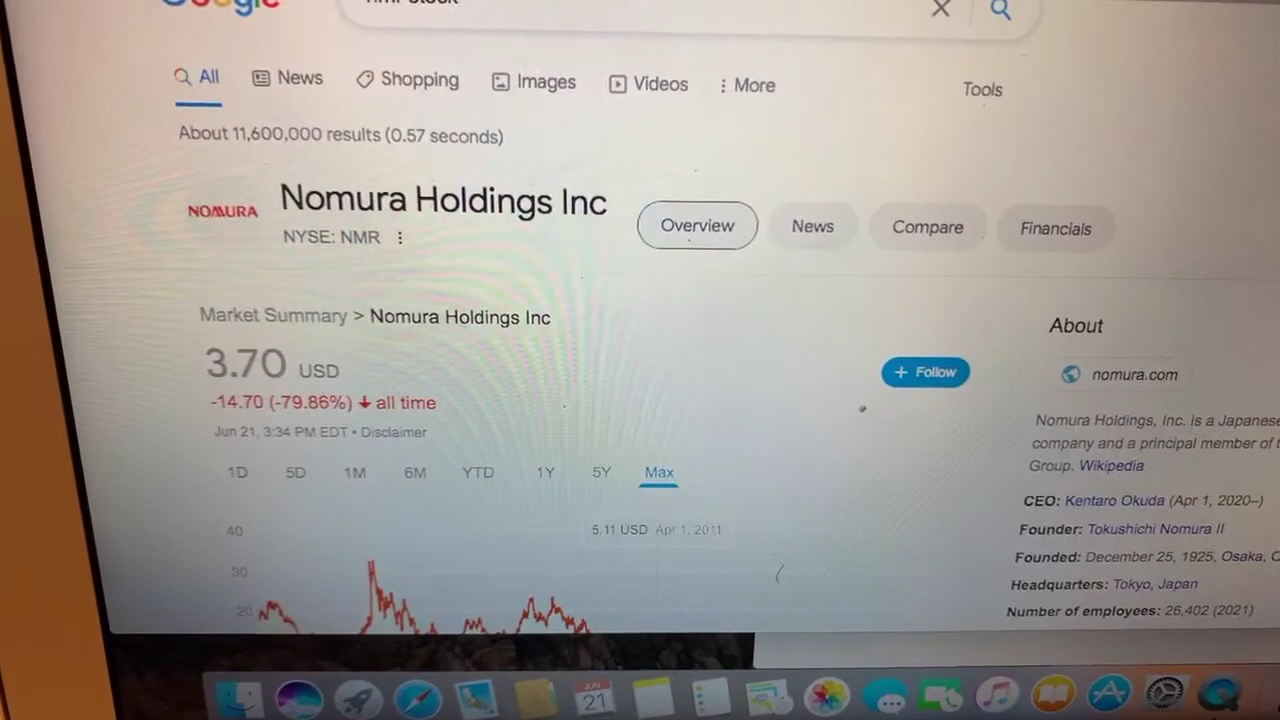 Google
nmr stock
All News Shopping Images Videos More Tools
About 11,600,000 results (0.57 seconds)
NOMURA
Nomura Holdings Inc
NYSE: NMR
Overview News Compare Financials
Market Summary > Nomura Holdings Inc
3.70 USD
-14.70 (-79.86%) all time
Jun 21, 3:34 PM EDT • Disclaimer
1D 5D 1M 6M YTD 1Y 5Y Max
5.11 USD Apr 1, 2011
40
30
20
+ Follow
About
nomura.com
Nomura Holdings, Inc. is a Japanese
company and a principal member of
Group. Wikipedia
CEO: Kentaro Okuda (Apr 1, 2020–)
Founder: Tokushichi Nomura II
Founded: December 25, 1925, Osaka,
Headquarters: Tokyo, Japan
Number of employees: 26,402 (2021)
JUN
21